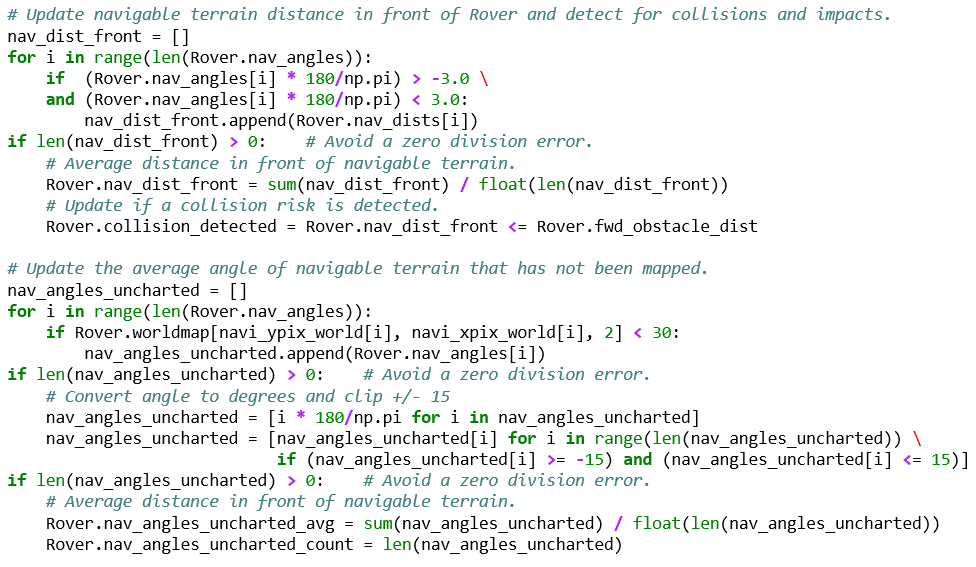 # Update navigable terrain distance in front of Rover and detect for collisions and impacts.
nav_dist_front = []
for i in range(len(Rover.nav_angles)):
    if  (Rover.nav_angles[i] * 180/np.pi) > -3.0 \
    and (Rover.nav_angles[i] * 180/np.pi) < 3.0:
        nav_dist_front.append(Rover.nav_dists[i])
if len(nav_dist_front) > 0:    # Avoid a zero division error.
    # Average distance in front of navigable terrain.
    Rover.nav_dist_front = sum(nav_dist_front) / float(len(nav_dist_front))
    # Update if a collision risk is detected.
    Rover.collision_detected = Rover.nav_dist_front <= Rover.fwd_obstacle_dist

# Update the average angle of navigable terrain that has not been mapped.
nav_angles_uncharted = []
for i in range(len(Rover.nav_angles)):
    if Rover.worldmap[navi_ypix_world[i], navi_xpix_world[i], 2] < 30:
        nav_angles_uncharted.append(Rover.nav_angles[i])
if len(nav_angles_uncharted) > 0:    # Avoid a zero division error.
    # Convert angle to degrees and clip +/- 15
    nav_angles_uncharted = [i * 180/np.pi for i in nav_angles_uncharted]
    nav_angles_uncharted = [nav_angles_uncharted[i] for i in range(len(nav_angles_uncharted)) \
                            if (nav_angles_uncharted[i] >= -15) and (nav_angles_uncharted[i] <= 15)]
if len(nav_angles_uncharted) > 0:    # Avoid a zero division error.
    # Average distance in front of navigable terrain.
    Rover.nav_angles_uncharted_avg = sum(nav_angles_uncharted) / float(len(nav_angles_uncharted))
    Rover.nav_angles_uncharted_count = len(nav_angles_uncharted)